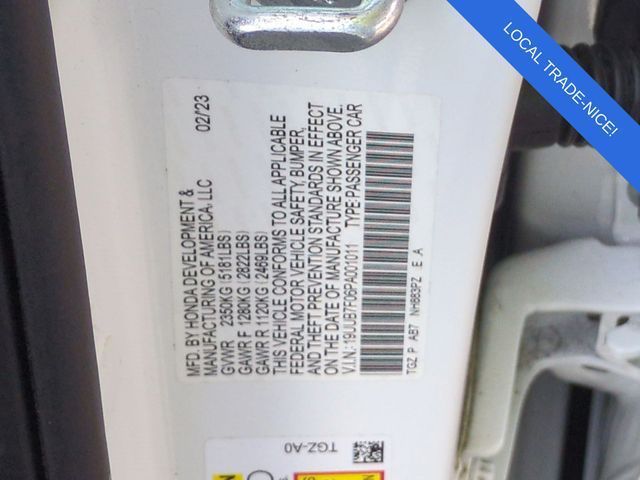 LOCAL TRADE-NICE!
MFD. BY HONDA DEVELOPMENT & 02/23
MANUFACTURING OF AMERICA, LLC
GVWR 2350KG (5181LBS)
GAWR F 1280KG (2822LBS)
GAWR R 1120KG (2469LBS)
THIS VEHICLE CONFORMS TO ALL APPLICABLE
FEDERAL MOTOR VEHICLE SAFETY, BUMPER,
AND THEFT PREVENTION STANDARDS IN EFFECT
ON THE DATE OF MANUFACTURE SHOWN ABOVE.
V.I.N.: 19UUB7F06PA001011 TYPE:PASSENGER CAR
TGZ P AB7 NH883PZ E A
TGZ-A0